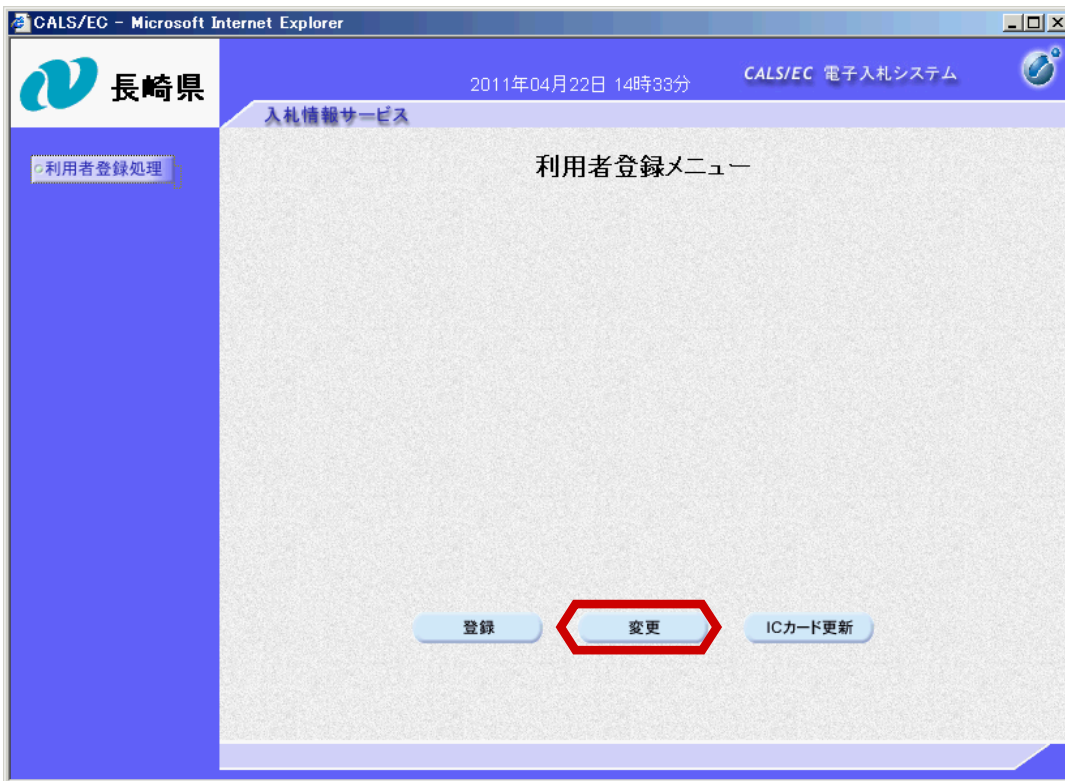 CALS/EC - Microsoft Internet Explorer
長崎県
2011年04月22日 14時33分
CALS/EC 電子入札システム
入札情報サービス
利用者登録処理
利用者登録メニュー
登録
変更
ICカード更新